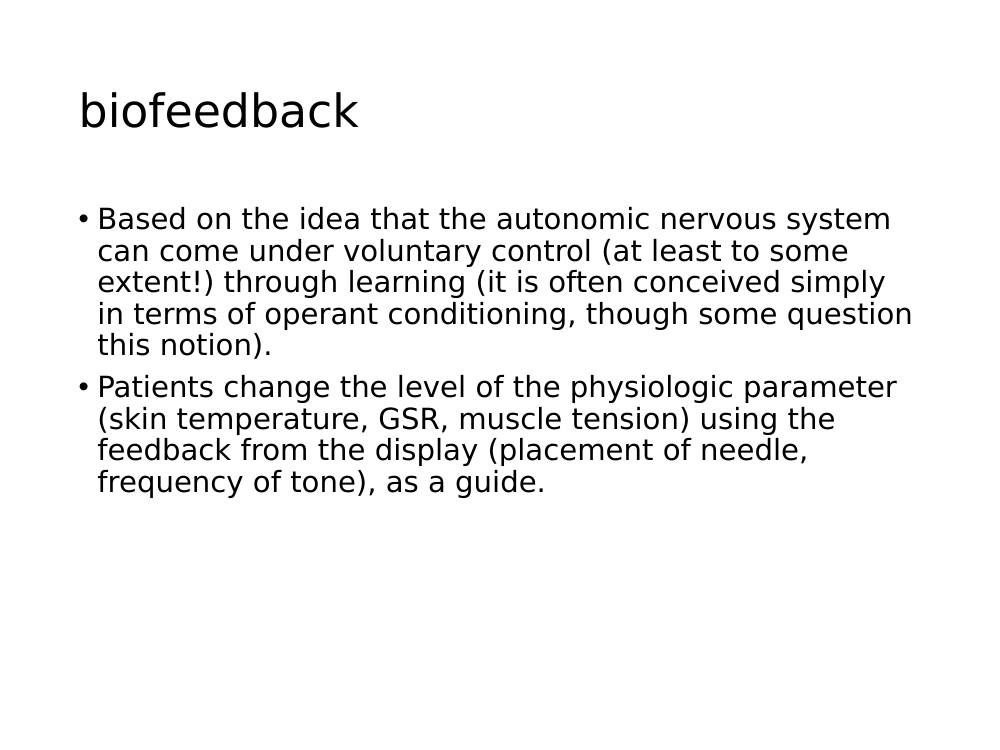 biofeedback
• Based on the idea that the autonomic nervous system
can come under voluntary control (at least to some
extent!) through learning (it is often conceived simply
in terms of operant conditioning, though some question
this notion).
• Patients change the level of the physiologic parameter
(skin temperature, GSR, muscle tension) using the
feedback from the display (placement of needle,
frequency of tone), as a guide.